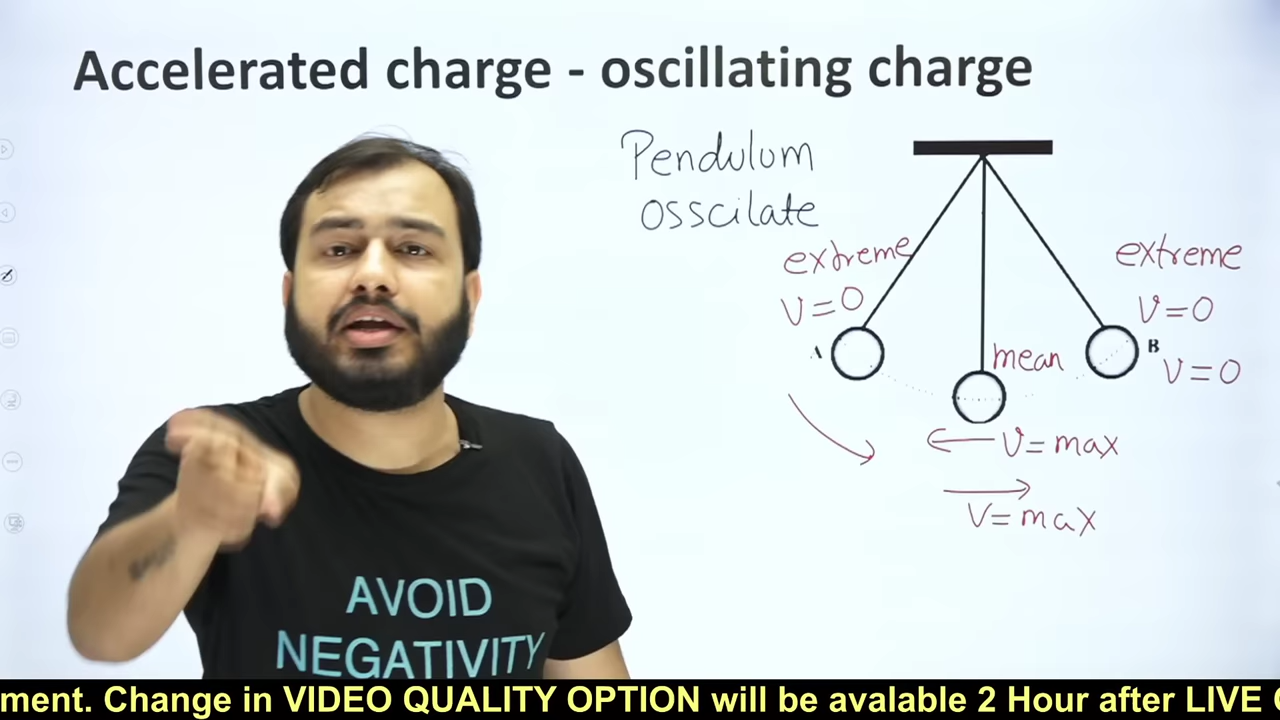 Accelerated charge - oscillating charge
Pendulum
osscilate
extreme
V=0
A
mean
extreme
V=0
B
V=0
V=max
V=max
AVOID
NEGATIVITY
ment. Change in VIDEO QUALITY OPTION will be avalable 2 Hour after LIVE